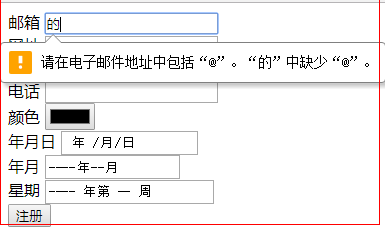 邮箱 的
请在电子邮件地址中包括“@”。“的”中缺少“@”。
电话
颜色
年月日 年 /月/日
年月 ----年--月
星期 ---- 年第 -- 周
注册